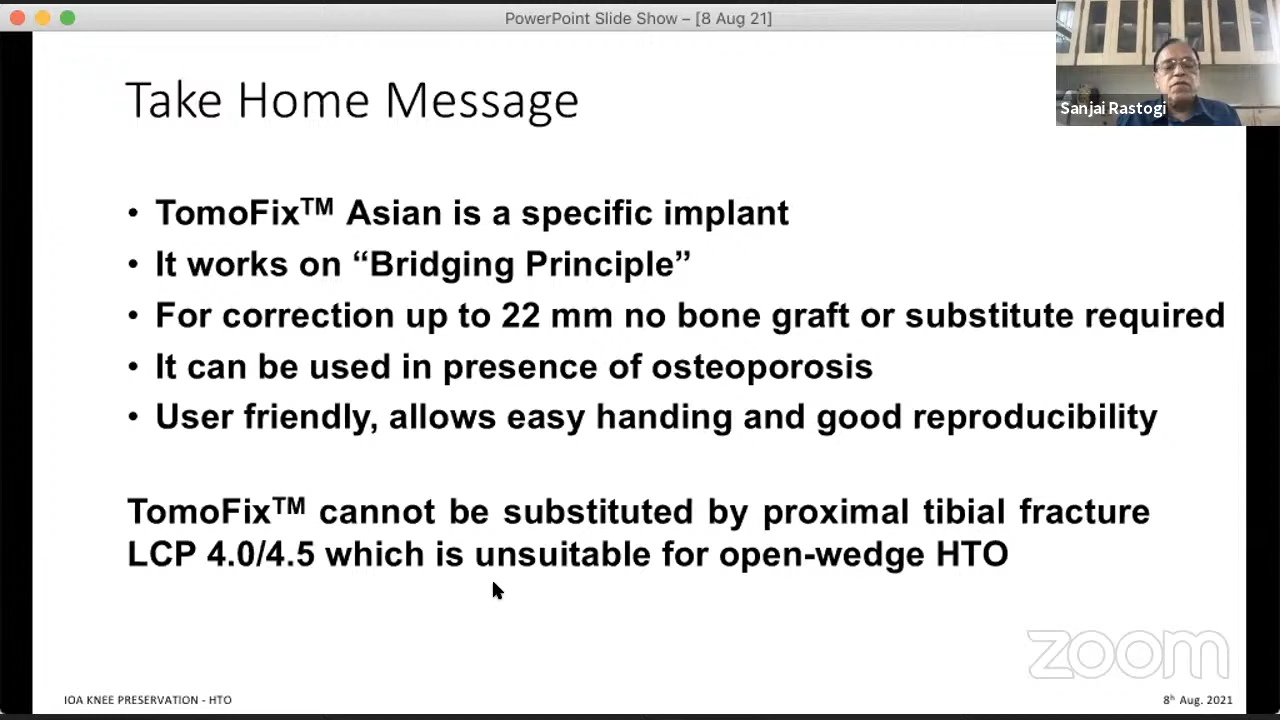 PowerPoint Slide Show – [8 Aug 21]
Sanjai Rastogi
Take Home Message
• TomoFix™ Asian is a specific implant
• It works on “Bridging Principle”
• For correction up to 22 mm no bone graft or substitute required
• It can be used in presence of osteoporosis
• User friendly, allows easy handing and good reproducibility
TomoFix™ cannot be substituted by proximal tibial fracture
LCP 4.0/4.5 which is unsuitable for open-wedge HTO
zoom
IOA KNEE PRESERVATION - HTO
8ʰ Aug. 2021